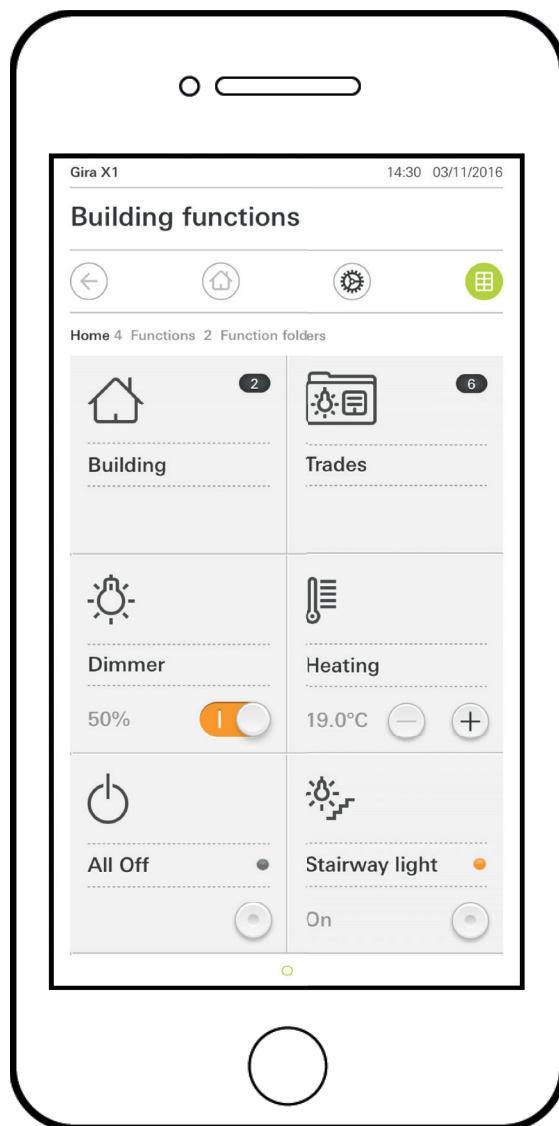 Gira X1 14:30 03/11/2016
Building functions
Home 4 Functions 2 Function folders
2 6
Building Trades
Dimmer Heating
50% 19.0°C
All Off Stairway light
On